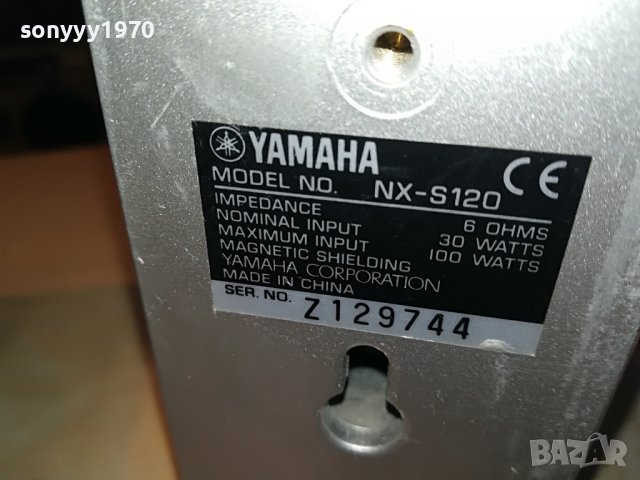 sonyyy1970
YAMAHA CE
MODEL NO. NX-S120
IMPEDANCE 6 OHMS
NOMINAL INPUT 30 WATTS
MAXIMUM INPUT 100 WATTS
MAGNETIC SHIELDING
YAMAHA CORPORATION
MADE IN CHINA
SER. NO. Z129744
BAZAR